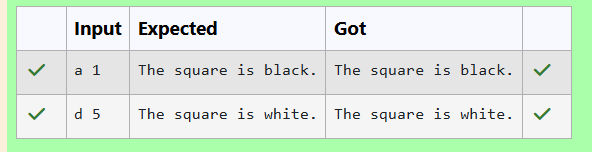 Input Expected Got
a 1 The square is black. The square is black.
d 5 The square is white. The square is white.